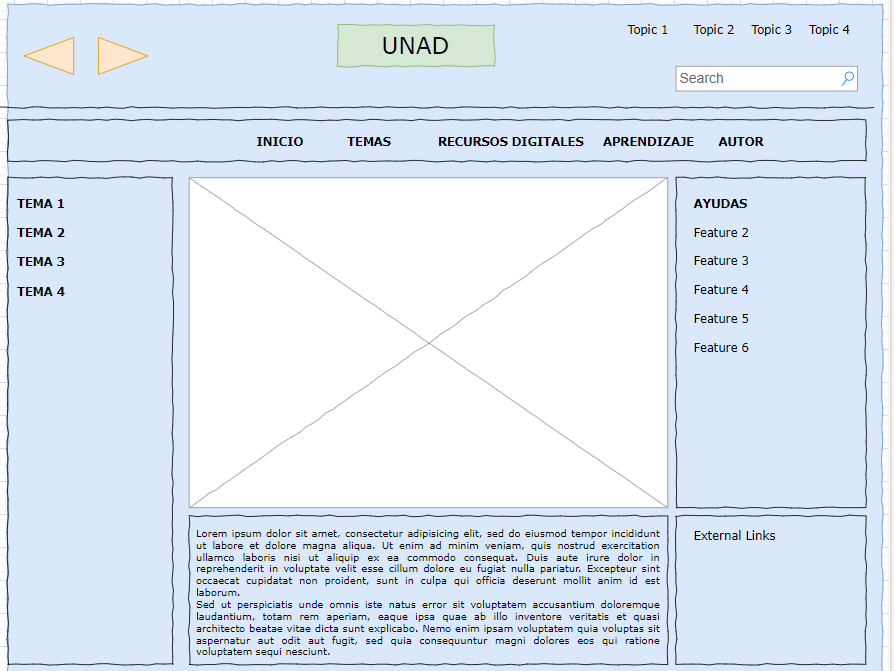 UNAD
Topic 1 Topic 2 Topic 3 Topic 4
Search
INICIO TEMAS RECURSOS DIGITALES APRENDIZAJE AUTOR
TEMA 1
TEMA 2
TEMA 3
TEMA 4
AYUDAS
Feature 2
Feature 3
Feature 4
Feature 5
Feature 6
Lorem ipsum dolor sit amet, consectetur adipisicing elit, sed do eiusmod tempor incididunt
ut labore et dolore magna aliqua. Ut enim ad minim veniam, quis nostrud exercitation
ullamco laboris nisi ut aliquip ex ea commodo consequat. Duis aute irure dolor in
reprehenderit in voluptate velit esse cillum dolore eu fugiat nulla pariatur. Excepteur sint
occaecat cupidatat non proident, sunt in culpa qui officia deserunt mollit anim id est
laborum.
Sed ut perspiciatis unde omnis iste natus error sit voluptatem accusantium doloremque
laudantium, totam rem aperiam, eaque ipsa quae ab illo inventore veritatis et quasi
architecto beatae vitae dicta sunt explicabo. Nemo enim ipsam voluptatem quia voluptas sit
aspernatur aut odit aut fugit, sed quia consequuntur magni dolores eos qui ratione
voluptatem sequi nesciunt.
External Links